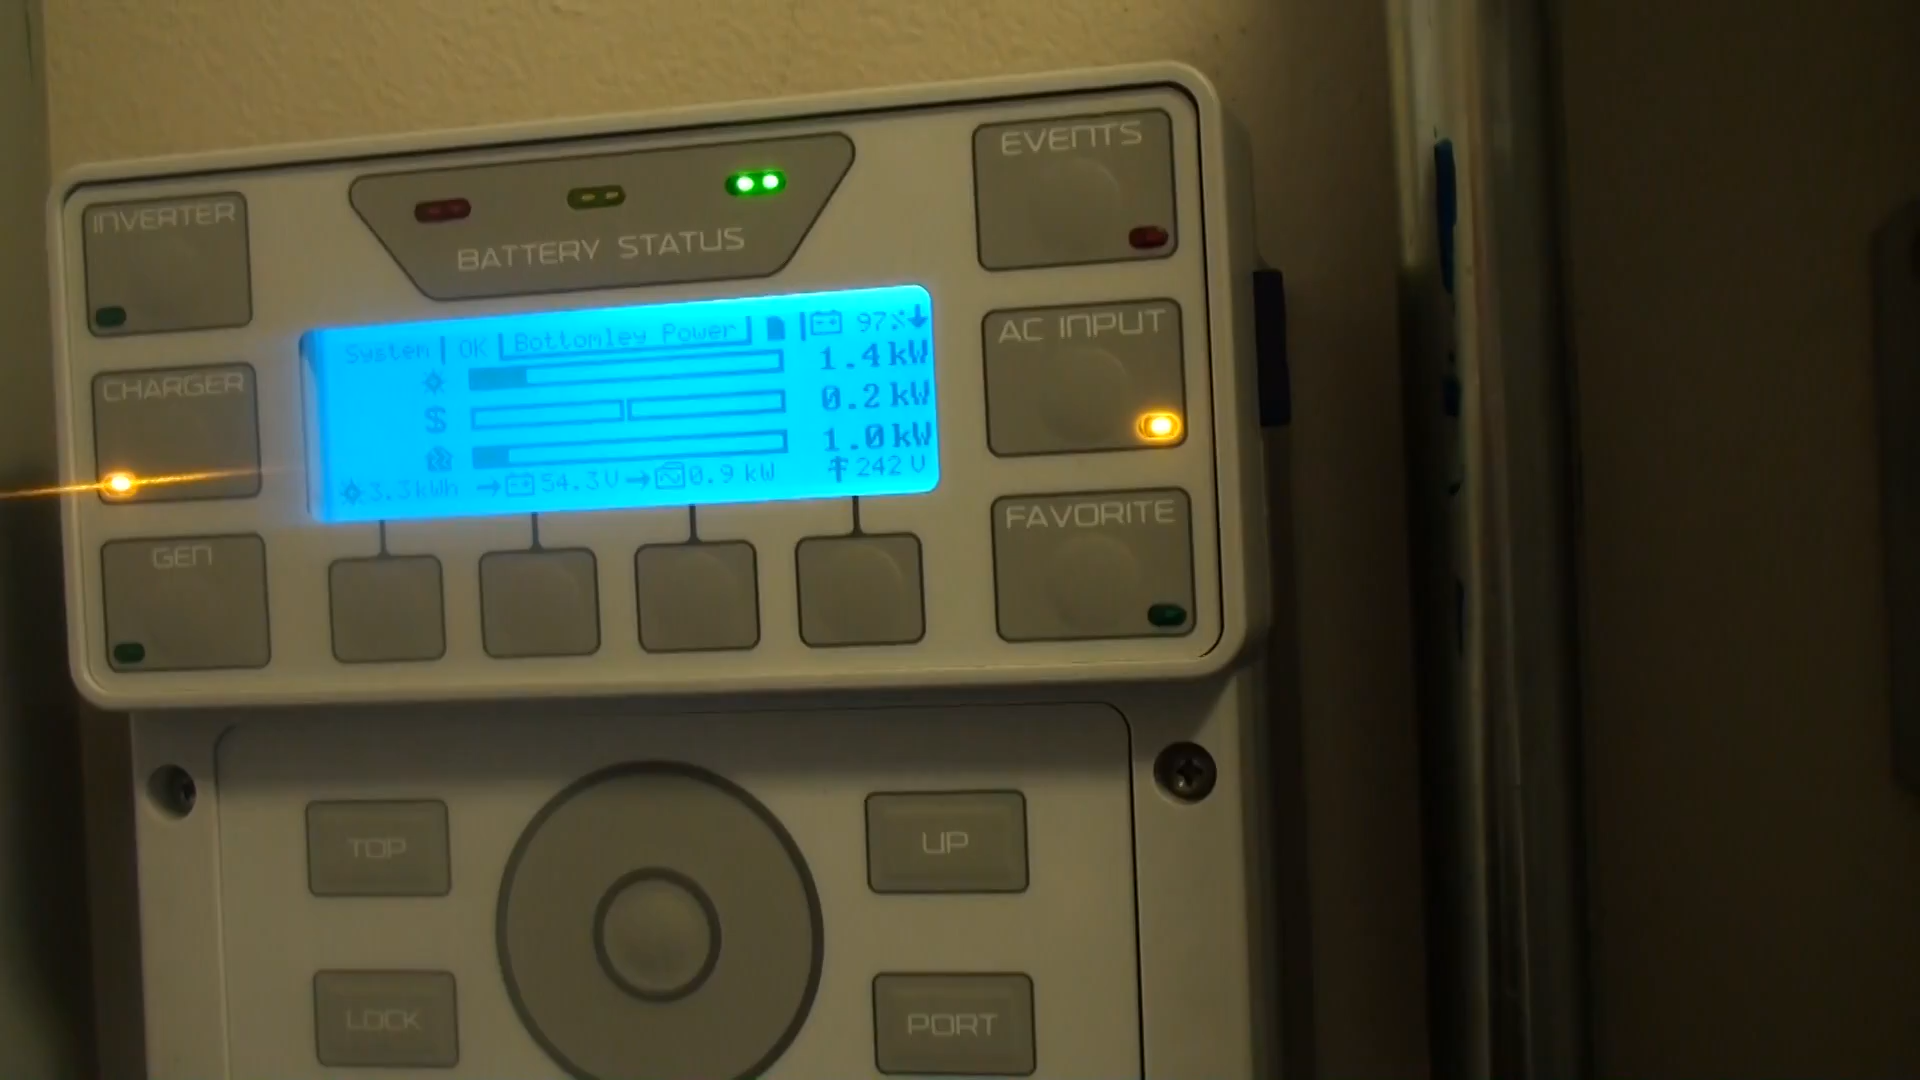 BATTERY STATUS
INVERTER
CHARGER
GEN
System | OK | Bottomley Power 97%
1.4 kW
$ 0.2 kW
1.0 kW
3.3 kWh 54.3 V 0.9 kW 242 V
EVENTS
AC INPUT
FAVORITE
TOP
UP
LOCK
PORT